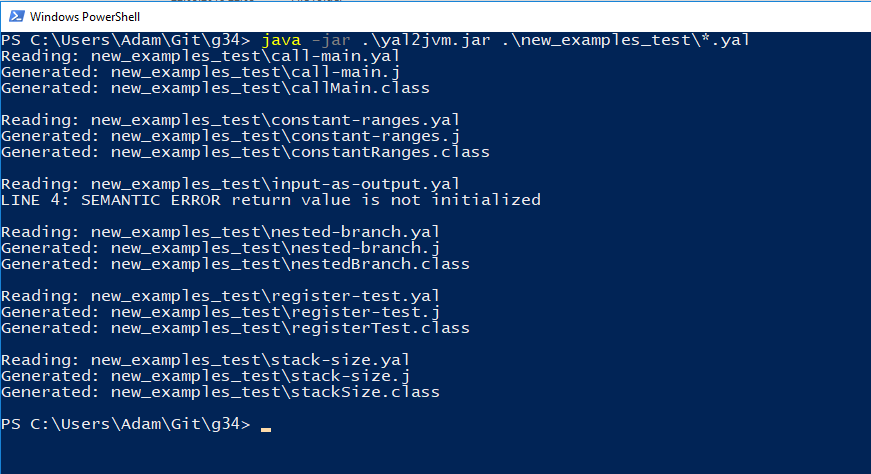 Windows PowerShell
PS C:\Users\Adam\Git\g34> java -jar .\yal2jvm.jar .\new_examples_test\*.yal
Reading: new_examples_test\call-main.yal
Generated: new_examples_test\call-main.j
Generated: new_examples_test\callMain.class
Reading: new_examples_test\constant-ranges.yal
Generated: new_examples_test\constant-ranges.j
Generated: new_examples_test\constantRanges.class
Reading: new_examples_test\input-as-output.yal
LINE 4: SEMANTIC ERROR return value is not initialized
Reading: new_examples_test\nested-branch.yal
Generated: new_examples_test\nested-branch.j
Generated: new_examples_test\nestedBranch.class
Reading: new_examples_test\register-test.yal
Generated: new_examples_test\register-test.j
Generated: new_examples_test\registerTest.class
Reading: new_examples_test\stack-size.yal
Generated: new_examples_test\stack-size.j
Generated: new_examples_test\stackSize.class
PS C:\Users\Adam\Git\g34>